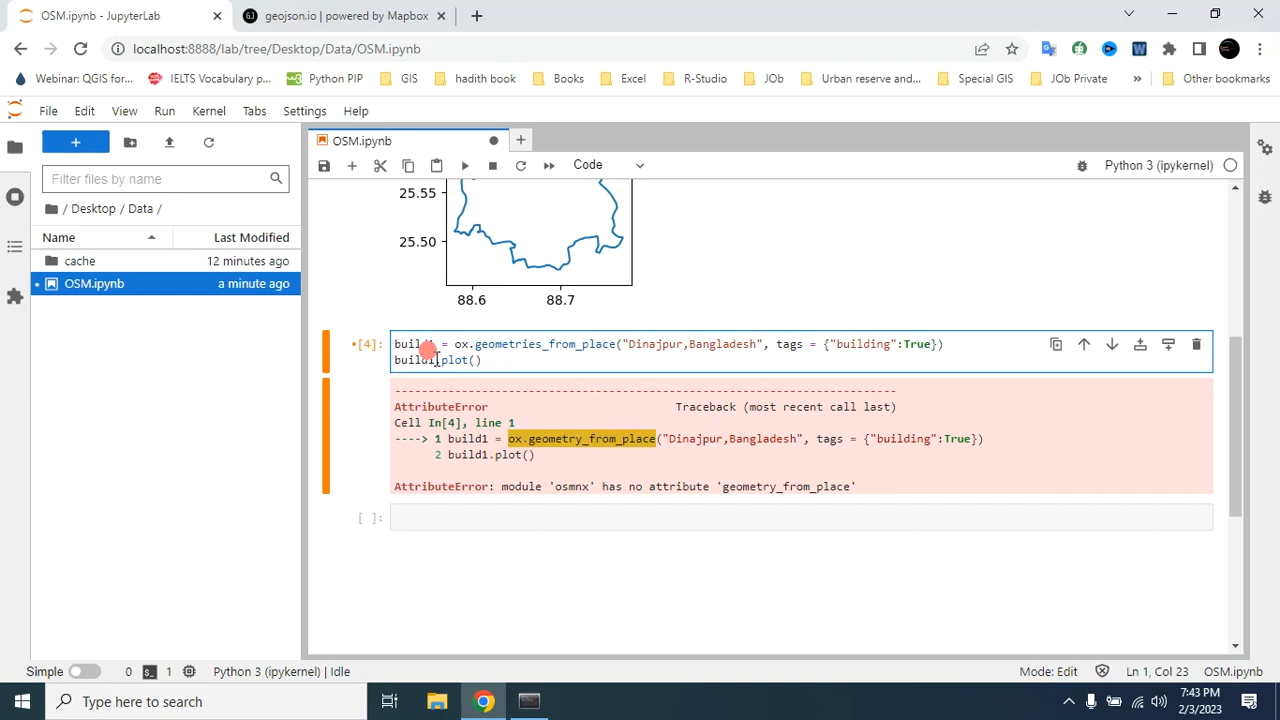 OSM.ipynb - JupyterLab
geojson.io | powered by Mapbox
localhost:8888/lab/tree/Desktop/Data/OSM.ipynb
Webinar: QGIS for...
IELTS Vocabulary p...
Python PIP
GIS
hadith book
Books
Excel
R-Studio
JOb
Urban reserve and...
Special GIS
JOb Private
Other bookmarks
File Edit View Run Kernel Tabs Settings Help
OSM.ipynb
Code
Python 3 (ipykernel)
Filter files by name
/ Desktop / Data /
Name Last Modified
cache 12 minutes ago
OSM.ipynb a minute ago
25.55
25.50
88.6 88.7
[4]: build1 = ox.geometries_from_place("Dinajpur,Bangladesh", tags = {"building":True})
build1.plot()
---------------------------------------------------------------------------
AttributeError Traceback (most recent call last)
Cell In[4], line 1
----> 1 build1 = ox.geometry_from_place("Dinajpur,Bangladesh", tags = {"building":True})
2 build1.plot()
AttributeError: module 'osmnx' has no attribute 'geometry_from_place'
[ ]:
Simple 0 1 Python 3 (ipykernel) | Idle Mode: Edit Ln 1, Col 23 OSM.ipynb
Type here to search
7:43 PM
2/3/2023